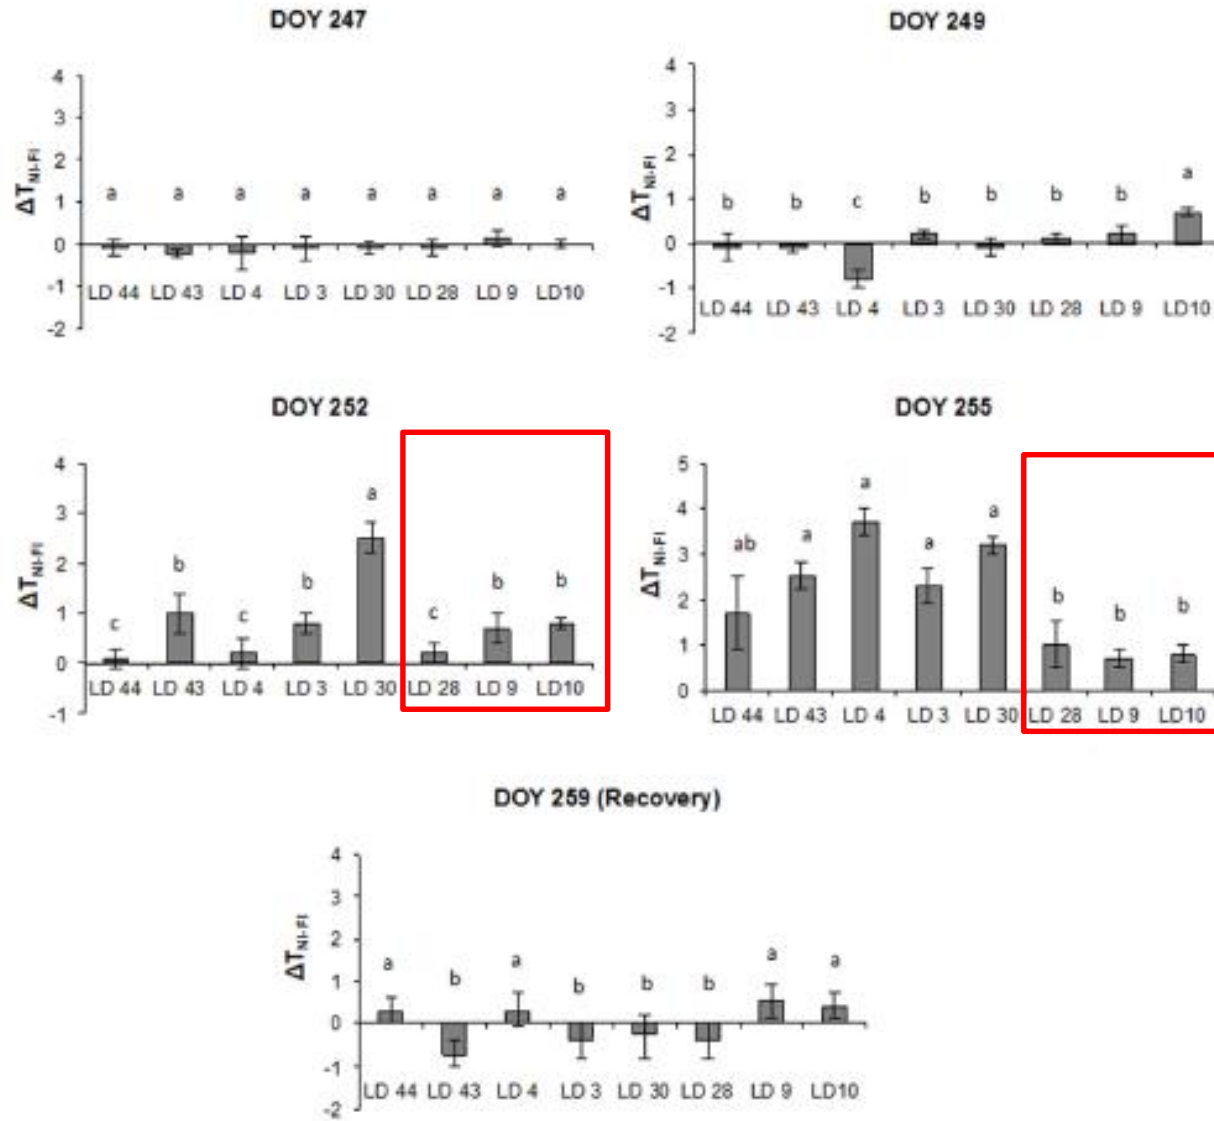 DOY 247
4
3
2
1
0
-1
-2
ΔT_NI-FI
a a a a a a a a
LD 44 LD 43 LD 4 LD 3 LD 30 LD 28 LD 9 LD10
DOY 249
4
3
2
1
0
-1
-2
ΔT_NI-FI
b b c b b b b a
LD 44 LD 43 LD 4 LD 3 LD 30 LD 28 LD 9 LD10
DOY 252
4
3
2
1
0
-1
ΔT_NI-FI
c b c b a c b b
LD 44 LD 43 LD 4 LD 3 LD 30 LD 28 LD 9 LD10
DOY 255
5
4
3
2
1
0
ΔT_NI-FI
ab a a a a b b b
LD 44 LD 43 LD 4 LD 3 LD 30 LD 28 LD 9 LD10
DOY 259 (Recovery)
4
3
2
1
0
-1
-2
ΔT_NI-FI
a b a b b b a a
LD 44 LD 43 LD 4 LD 3 LD 30 LD 28 LD 9 LD10